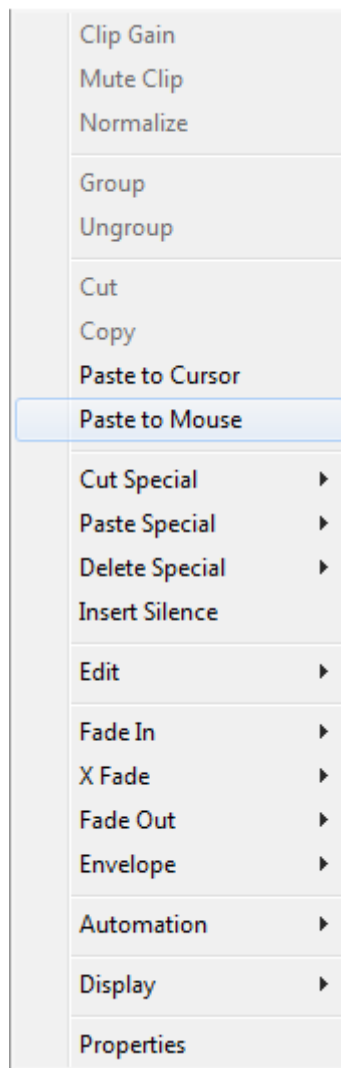 Clip Gain
Mute Clip
Normalize
Group
Ungroup
Cut
Copy
Paste to Cursor
Paste to Mouse
Cut Special
Paste Special
Delete Special
Insert Silence
Edit
Fade In
X Fade
Fade Out
Envelope
Automation
Display
Properties